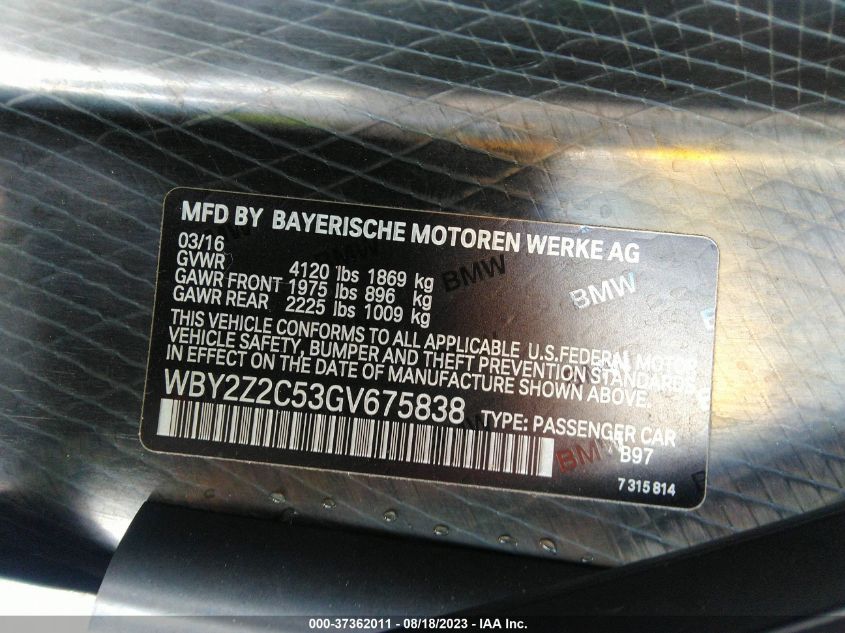 MFD BY BAYERISCHE MOTOREN WERKE AG
03/16
GVWR 4120 lbs 1869 kg
GAWR FRONT 1975 lbs 896 kg
GAWR REAR 2225 lbs 1009 kg
THIS VEHICLE CONFORMS TO ALL APPLICABLE U.S.FEDERAL MOTOR
VEHICLE SAFETY, BUMPER AND THEFT PREVENTION STANDARDS
IN EFFECT ON THE DATE OF MANUFACTURE SHOWN ABOVE.
WBY2Z2C53GV675838 TYPE: PASSENGER CAR
B97
7 315 814
BMW
BMW
BMW
000-37362011 - 08/18/2023 - IAA Inc.